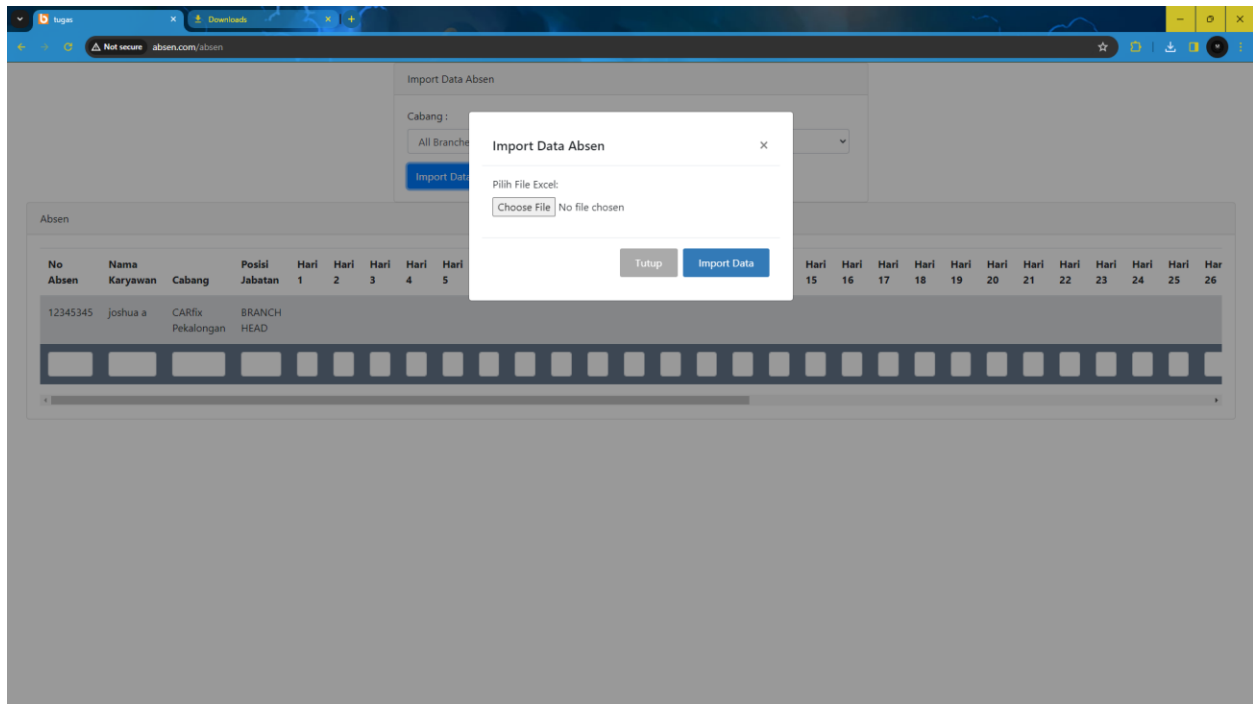 tugas
Downloads
Not secure absen.com/absen
Import Data Absen
Cabang :
All Branche
Import Data
Import Data Absen
×
Pilih File Excel:
Choose File No file chosen
Tutup Import Data
Absen
No Absen Nama Karyawan Cabang Posisi Jabatan Hari 1 Hari 2 Hari 3 Hari 4 Hari 5 Hari 15 Hari 16 Hari 17 Hari 18 Hari 19 Hari 20 Hari 21 Hari 22 Hari 23 Hari 24 Hari 25 Har 26
12345345 joshua a CARfix Pekalongan BRANCH HEAD